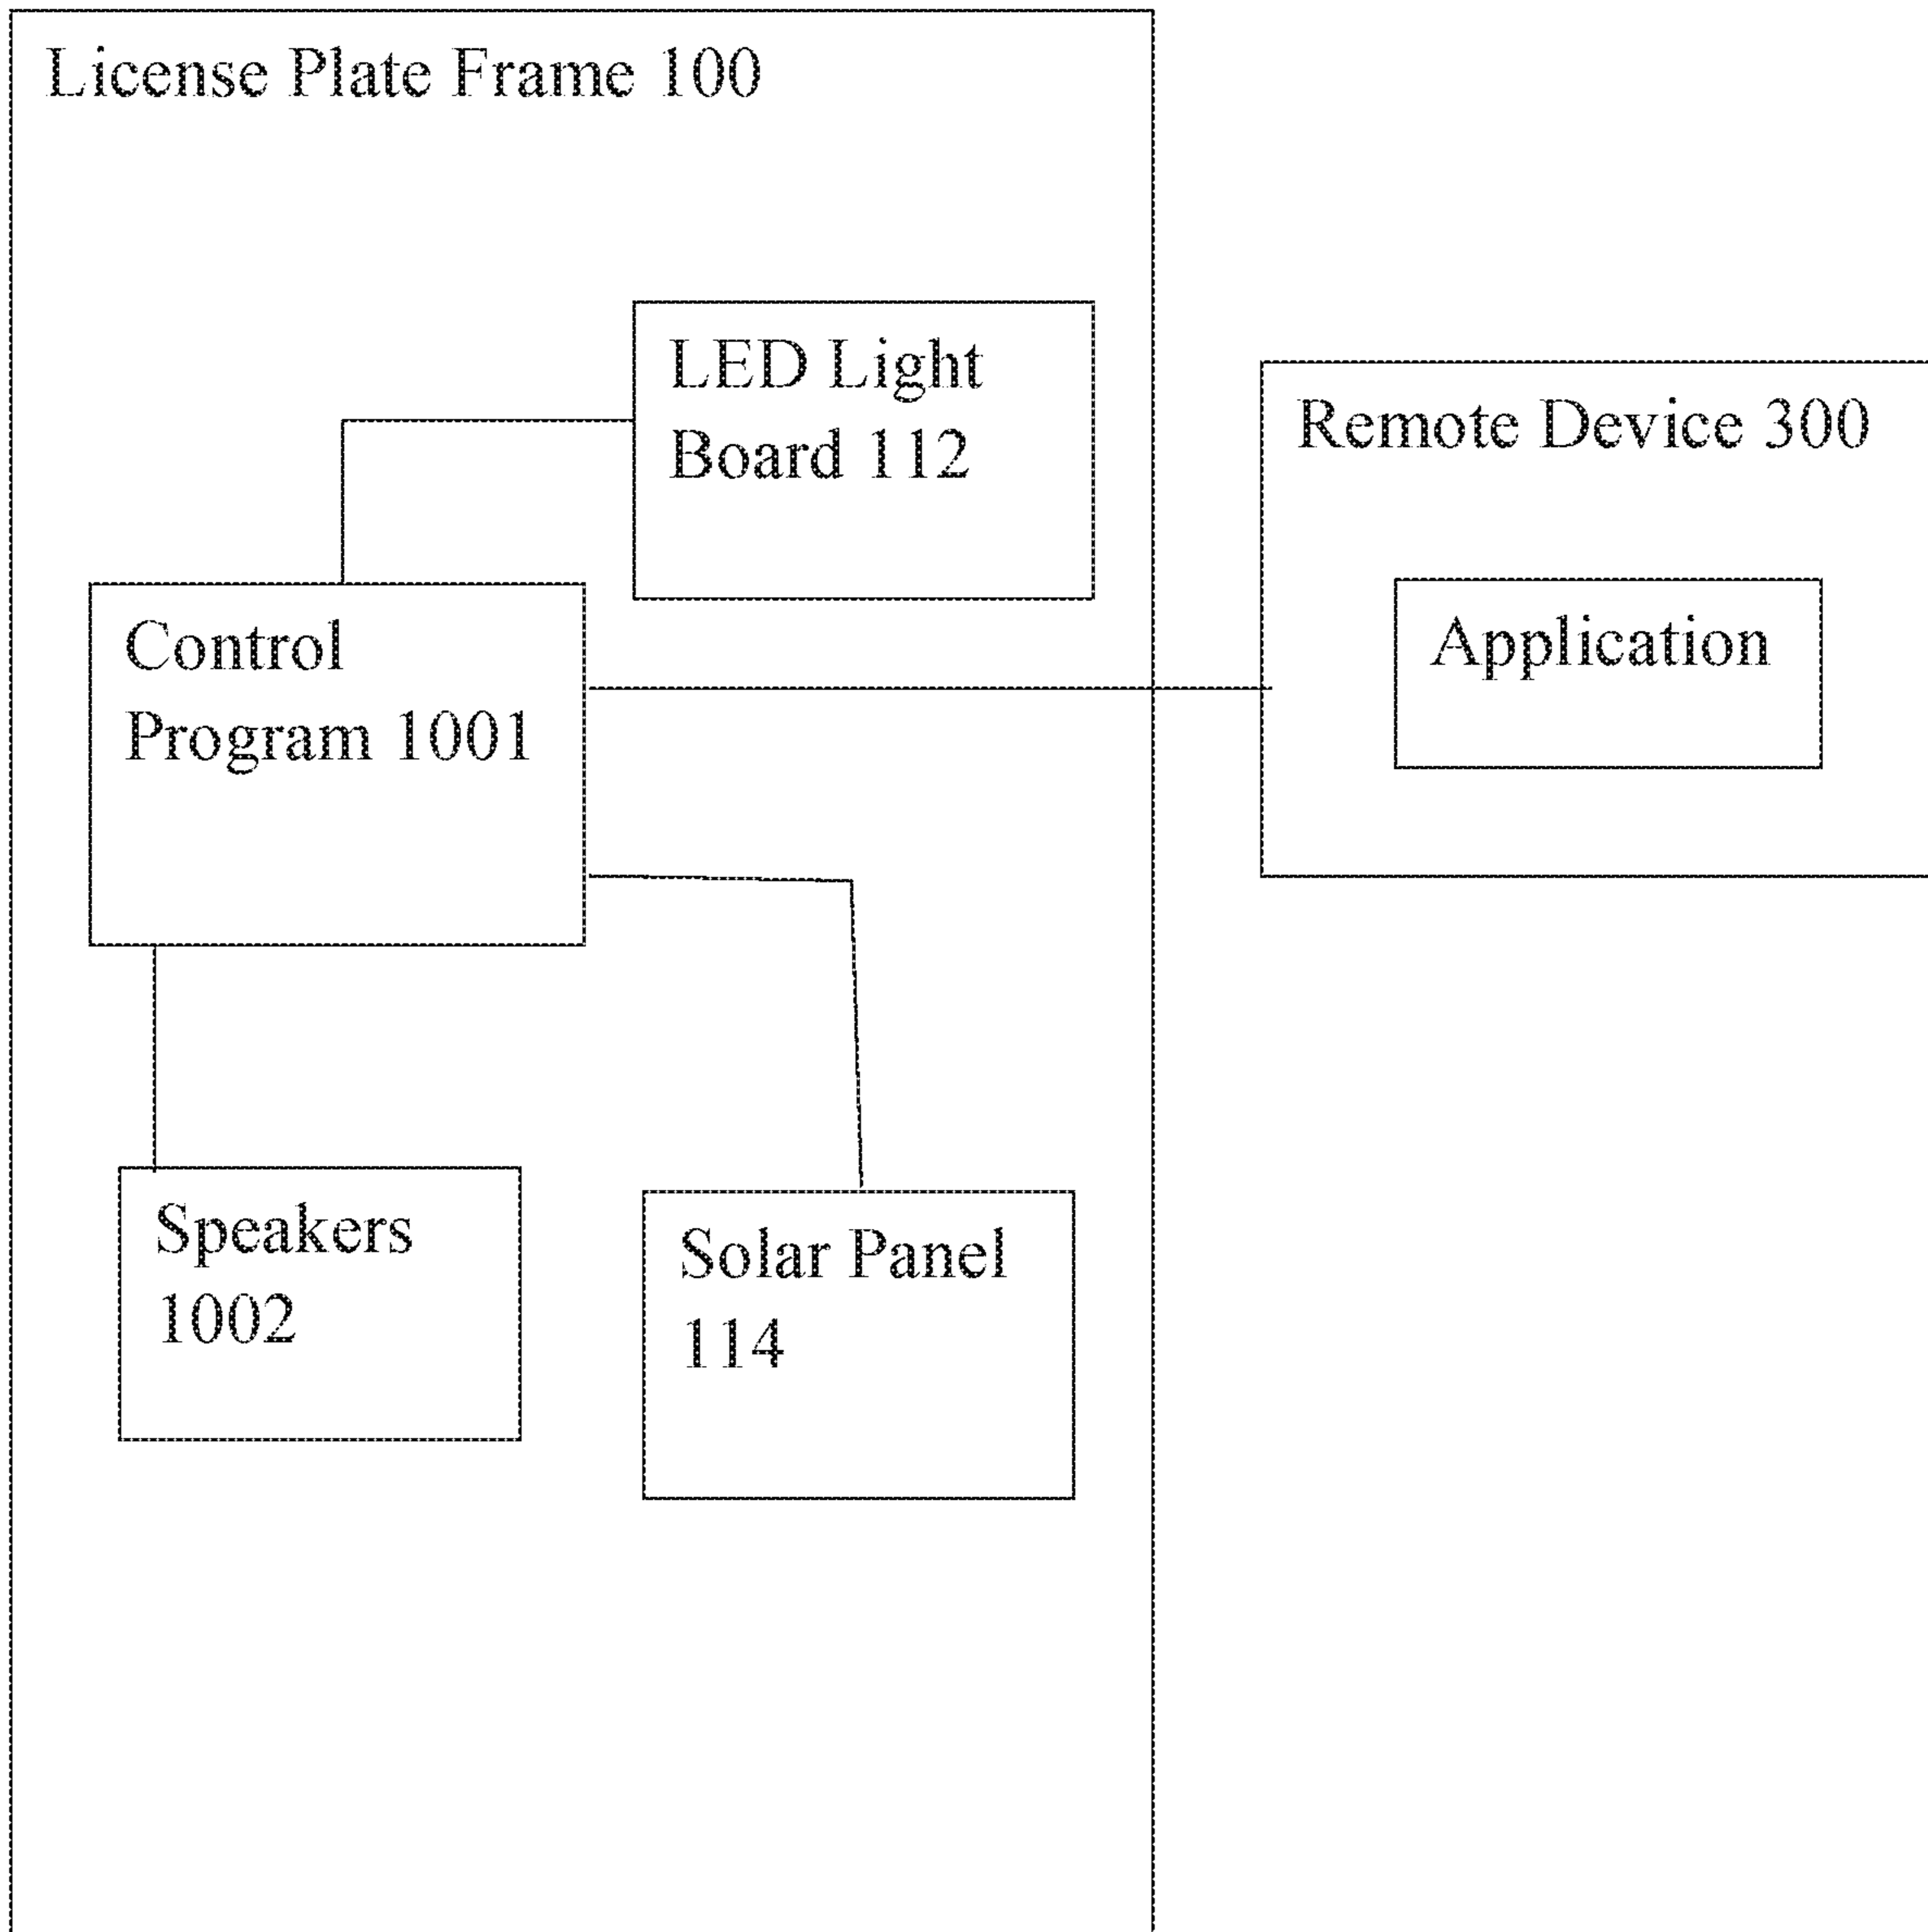 License Plate Frame 100
LED Light
Board 112
Remote Device 300
Application
Control
Program 1001
Speakers
1002
Solar Panel
114